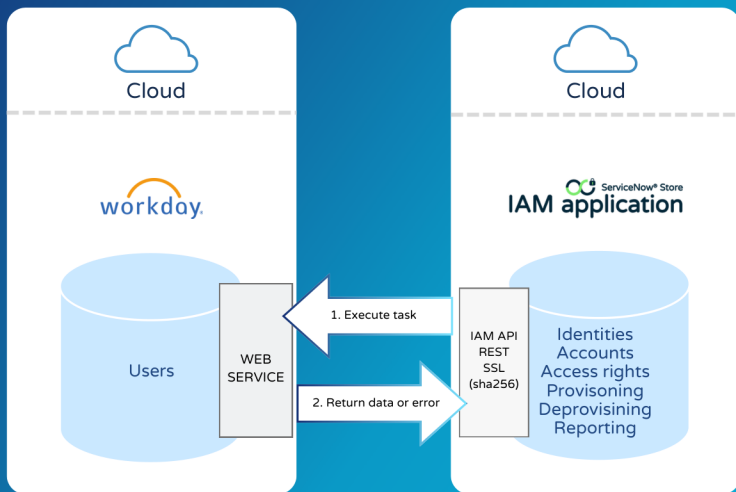 Cloud
workday.
Users
WEB
SERVICE
1. Execute task
2. Return data or error
Cloud
ServiceNow® Store
IAM application
IAM API
REST
SSL
(sha256)
Identities
Accounts
Access rights
Provisoning
Deprovisining
Reporting